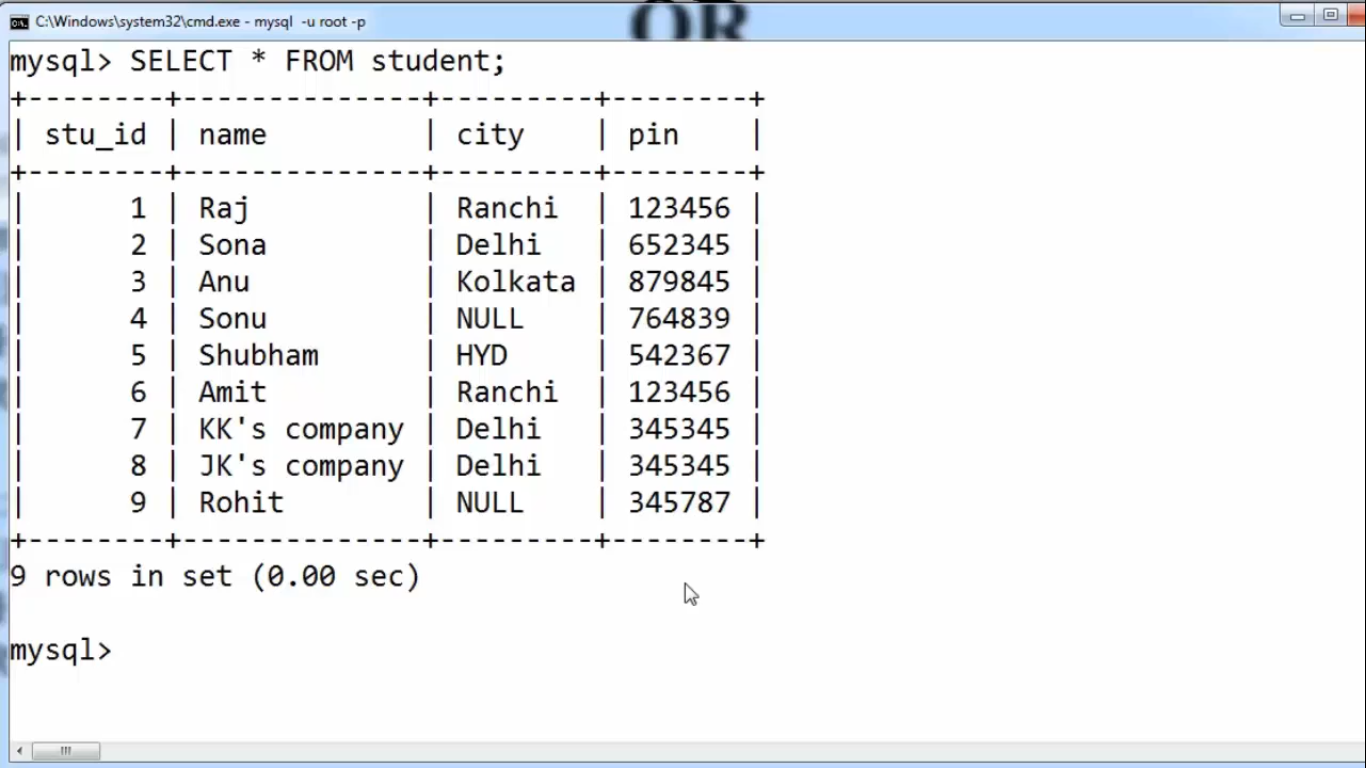 OR
C:\Windows\system32\cmd.exe - mysql  -u root -p
mysql> SELECT * FROM student;
+--------+--------------+---------+--------+
| stu_id | name         | city    | pin    |
+--------+--------------+---------+--------+
|      1 | Raj          | Ranchi  | 123456 |
|      2 | Sona         | Delhi   | 652345 |
|      3 | Anu          | Kolkata | 879845 |
|      4 | Sonu         | NULL    | 764839 |
|      5 | Shubham      | HYD     | 542367 |
|      6 | Amit         | Ranchi  | 123456 |
|      7 | KK's company | Delhi   | 345345 |
|      8 | JK's company | Delhi   | 345345 |
|      9 | Rohit        | NULL    | 345787 |
+--------+--------------+---------+--------+
9 rows in set (0.00 sec)
mysql>